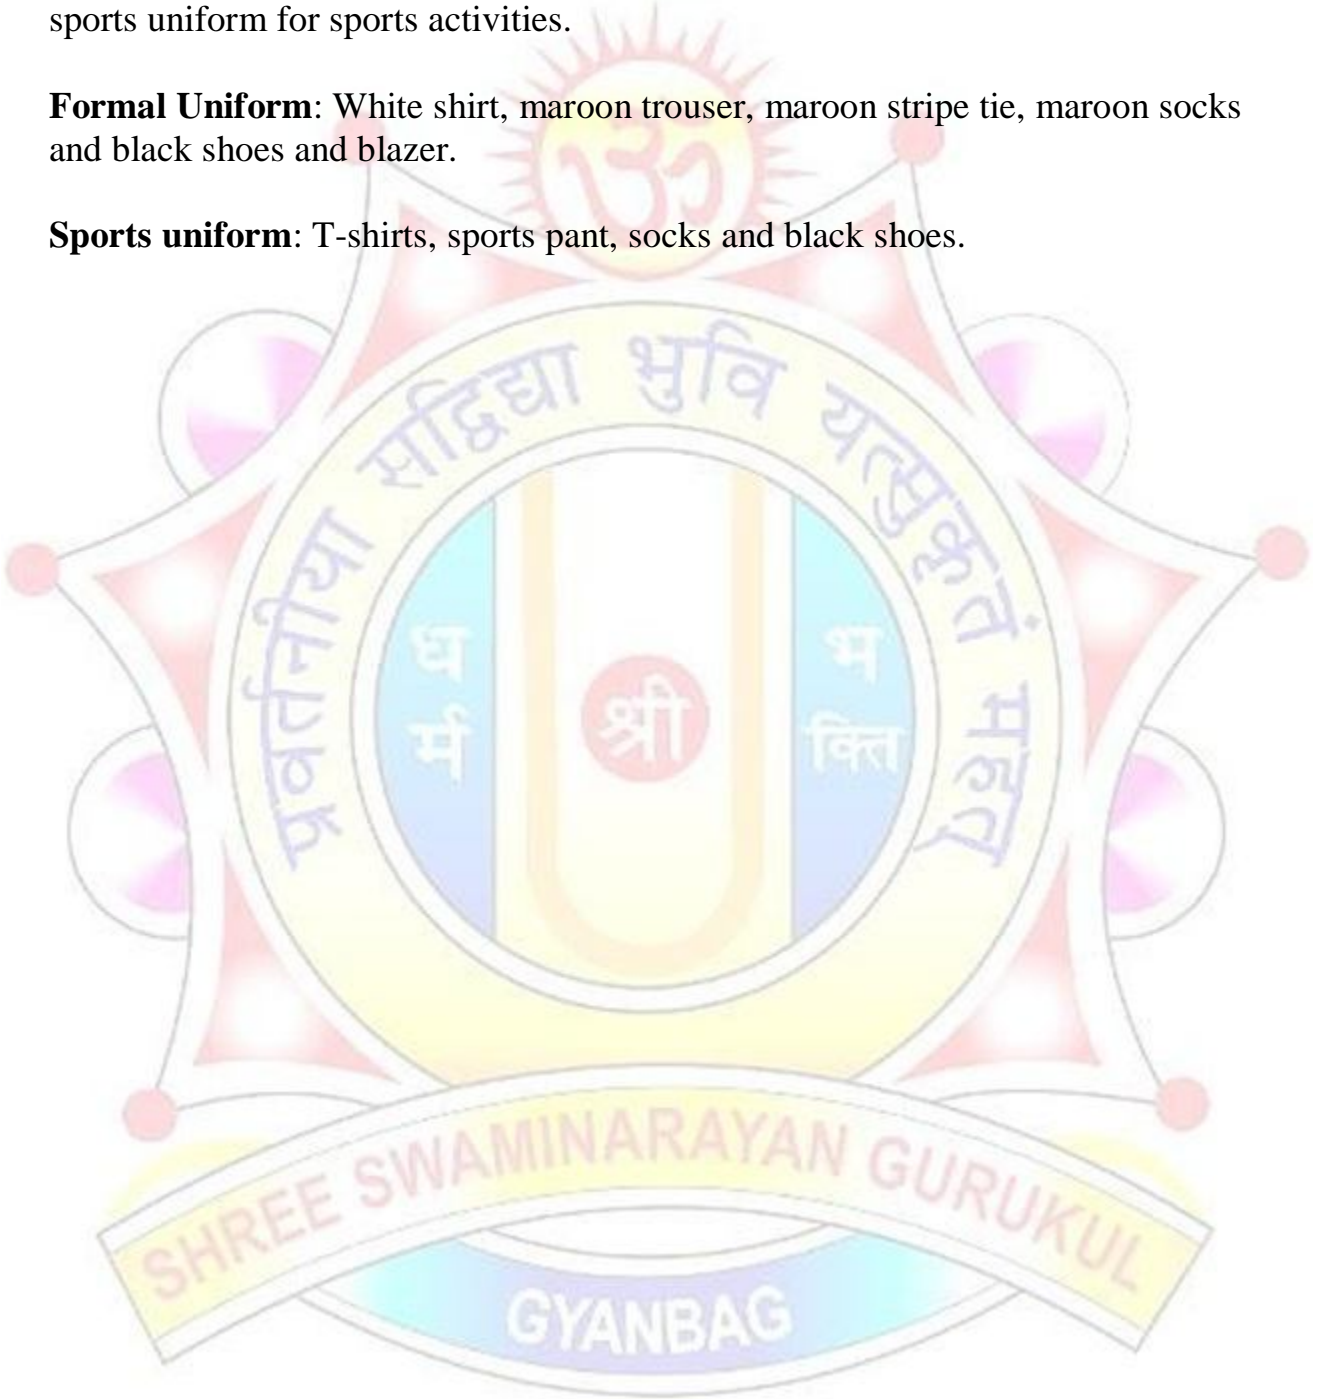 sports uniform for sports activities.
Formal Uniform: White shirt, maroon trouser, maroon stripe tie, maroon socks
and black shoes and blazer.
Sports uniform: T-shirts, sports pant, socks and black shoes.
ॐ
प्रवर्तनीया सद्विद्या भुवि यत्सुकृतं महत्
ध
र्म
श्री
भ
क्ति
SHREE SWAMINARAYAN GURUKUL
GYANBAG